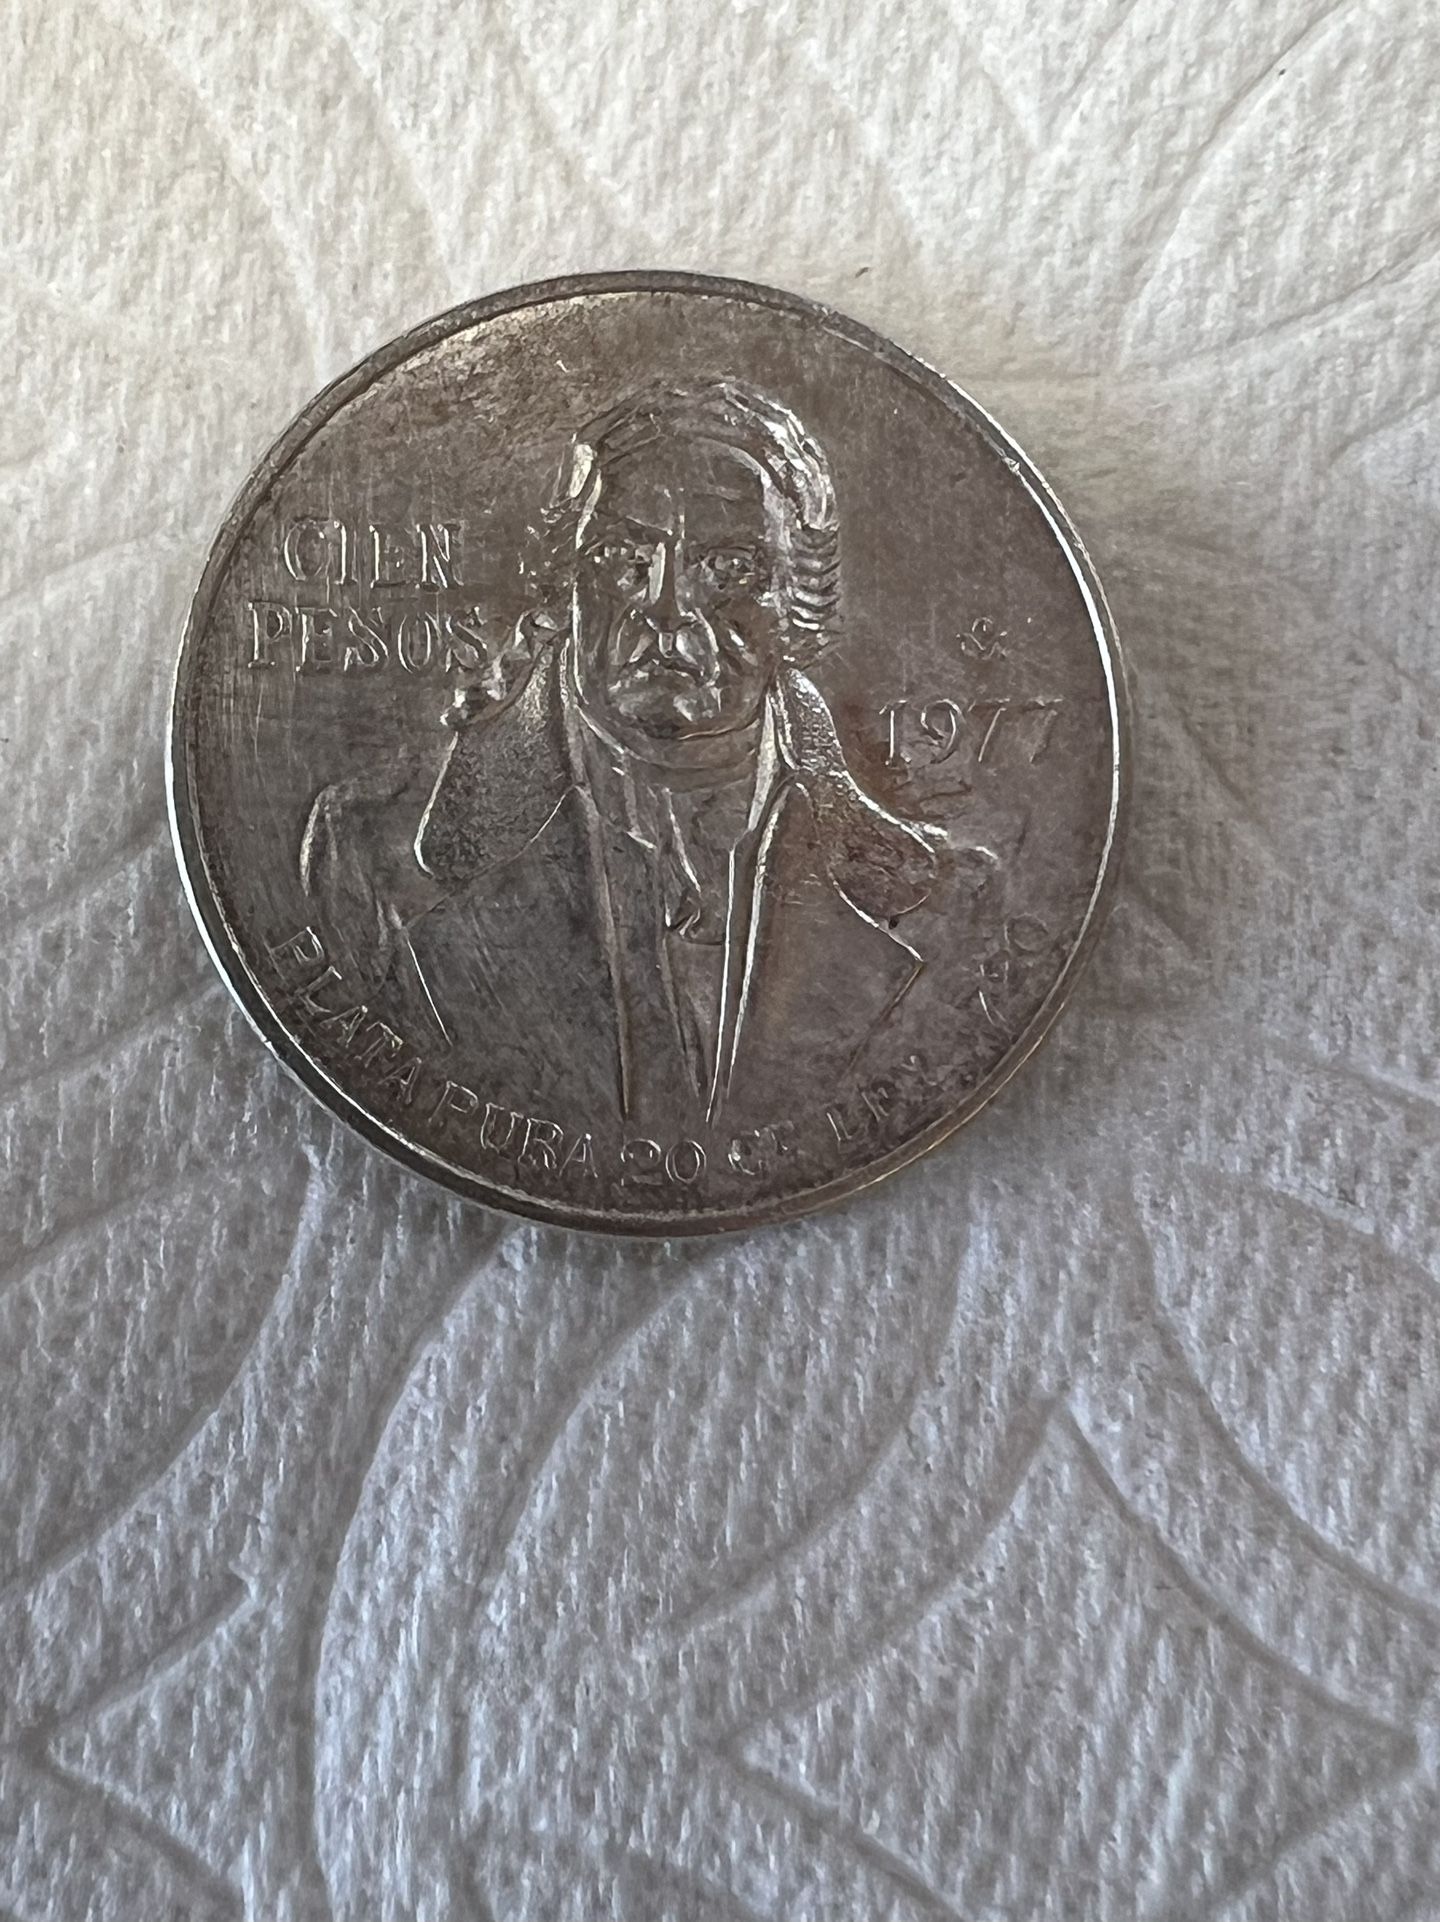 CIEN
PESOS
1977
PLATA PURA 20 Gr LEY .720